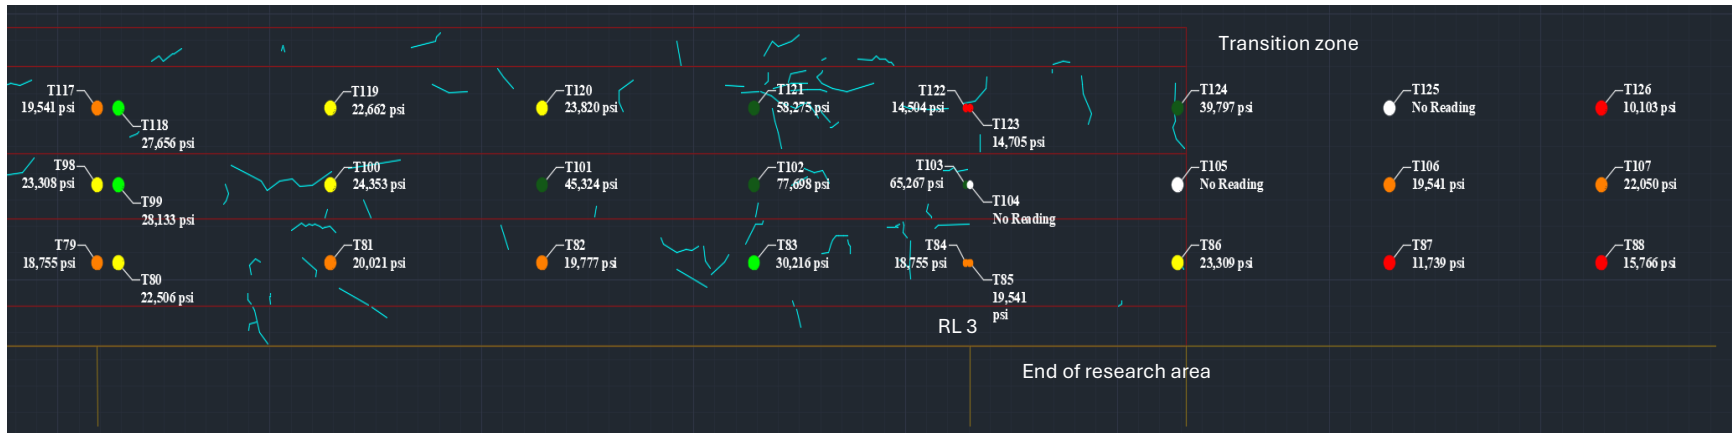 Transition zone
T117
19,541 psi
T118
27,656 psi
T119
22,662 psi
T120
23,820 psi
T121
58,275 psi
T122
14,504 psi
T123
14,705 psi
T124
39,797 psi
T125
No Reading
T126
10,103 psi
T98
23,308 psi
T99
28,133 psi
T100
24,353 psi
T101
45,324 psi
T102
77,698 psi
T103
65,267 psi
T104
No Reading
T105
No Reading
T106
19,541 psi
T107
22,050 psi
T79
18,755 psi
T80
22,506 psi
T81
20,021 psi
T82
19,777 psi
T83
30,216 psi
T84
18,755 psi
T85
19,541
psi
T86
23,309 psi
T87
11,739 psi
T88
15,766 psi
RL 3
End of research area